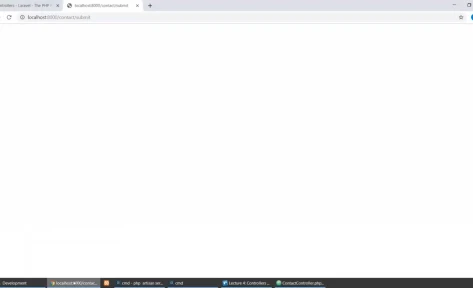 Controllers - Laravel - The PHP
localhost:8000/contact/submit
localhost:8000/contact/submit
Development
localhost:8000/contac...
cmd - php artisan ser...
cmd
Lecture 4: Controllers...
ContactController.php...